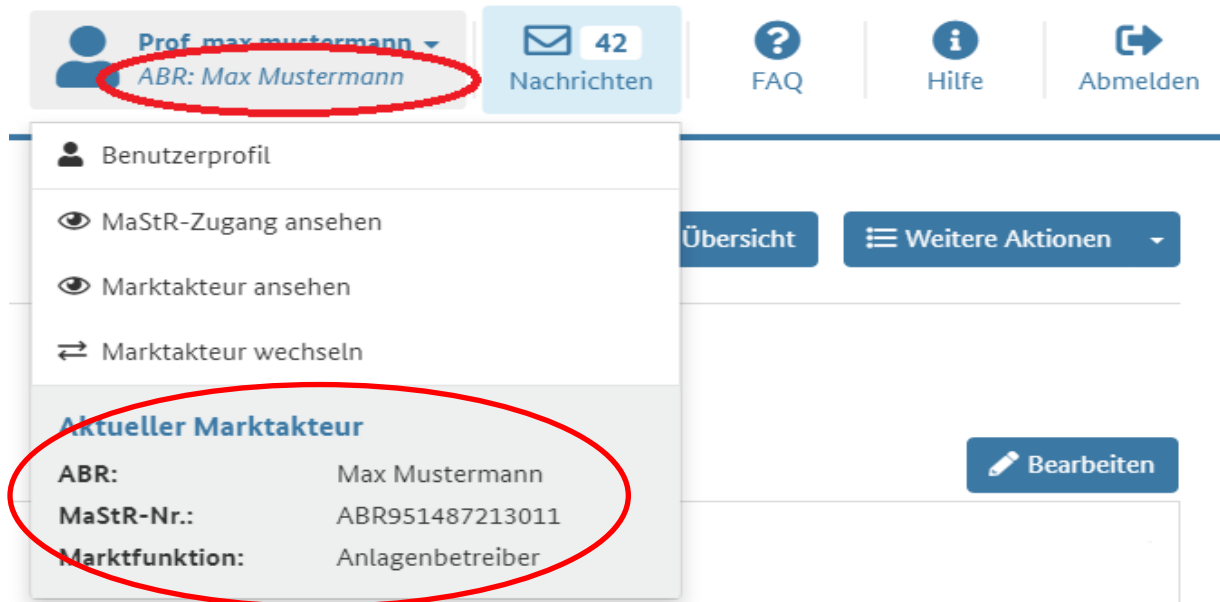 Prof. max mustermann
ABR: Max Mustermann
42
Nachrichten
FAQ
Hilfe
Abmelden
Benutzerprofil
MaStR-Zugang ansehen
Übersicht
Weitere Aktionen
Marktakteur ansehen
Marktakteur wechseln
Aktueller Marktakteur
ABR: Max Mustermann
Bearbeiten
MaStR-Nr.: ABR951487213011
Marktfunktion: Anlagenbetreiber